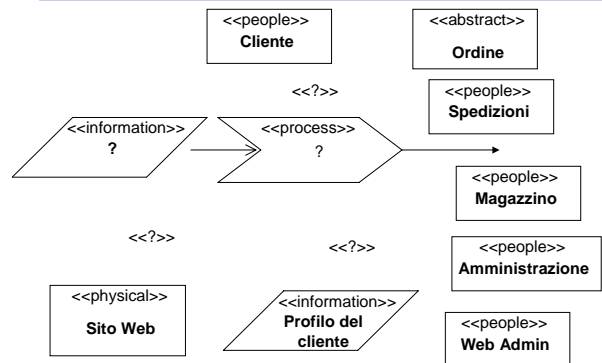 <<people>>
Cliente
<<abstract>>
Ordine
<<?>>
<<people>>
Spedizioni
<<information>>
?
<<process>>
?
<<people>>
Magazzino
<<?>>
<<?>>
<<people>>
Amministrazione
<<physical>>
Sito Web
<<information>>
Profilo del
cliente
<<people>>
Web Admin